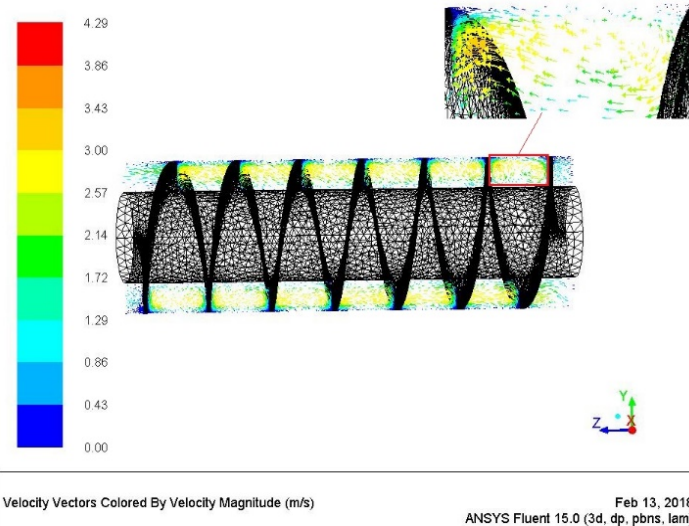 4.29
3.86
3.43
3.00
2.57
2.14
1.72
1.29
0.86
0.43
0.00
Y
Z X
Velocity Vectors Colored By Velocity Magnitude (m/s)
Feb 13, 2018
ANSYS Fluent 15.0 (3d, dp, pbns, lam